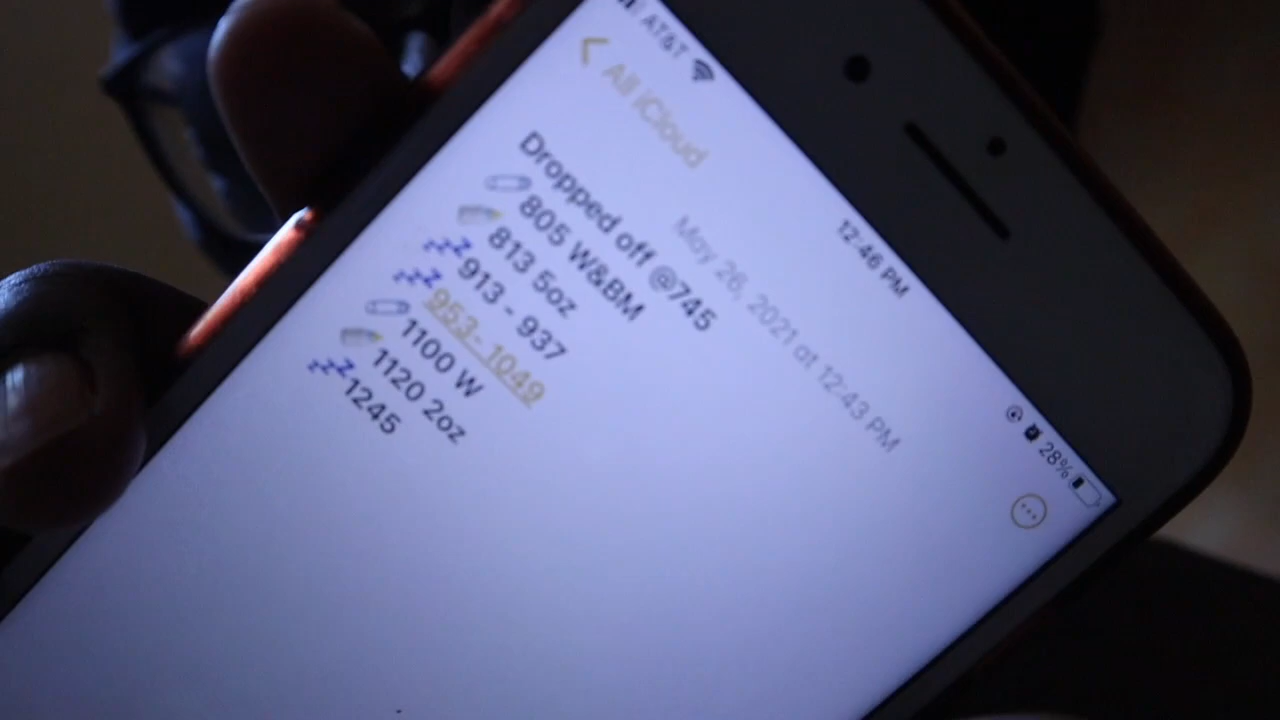 AT&T 12:46 PM 28%
All iCloud
May 26, 2021 at 12:43 PM
Dropped off @745
🧷 805 W&BM
🍼 813 5oz
💤 913 - 937
💤 953- 1049
🧷 1100 W
🍼 1120 2oz
💤 1245